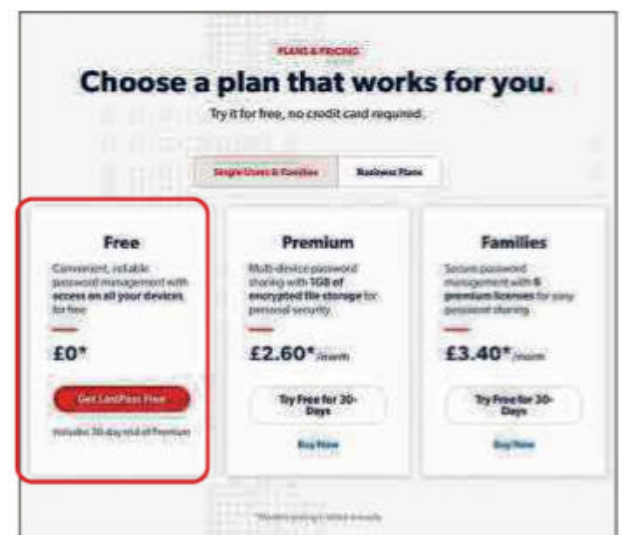 PLANS & PRICING
Choose a plan that works for you.
Try it for free, no credit card required.
Single Users & Families
Business Plans
Free
Convenient, reliable
password management with
access on all your devices
for free
£0*
Get LastPass Free
Includes 30-day trial of Premium
Premium
Multi-device password
sharing with 1GB of
encrypted file storage for
personal security.
£2.60*/month
Try Free for 30-
Days
Buy Now
Families
Secure password
management with 6
premium licenses for easy
password sharing
£3.40*/month
Try Free for 30-
Days
Buy Now